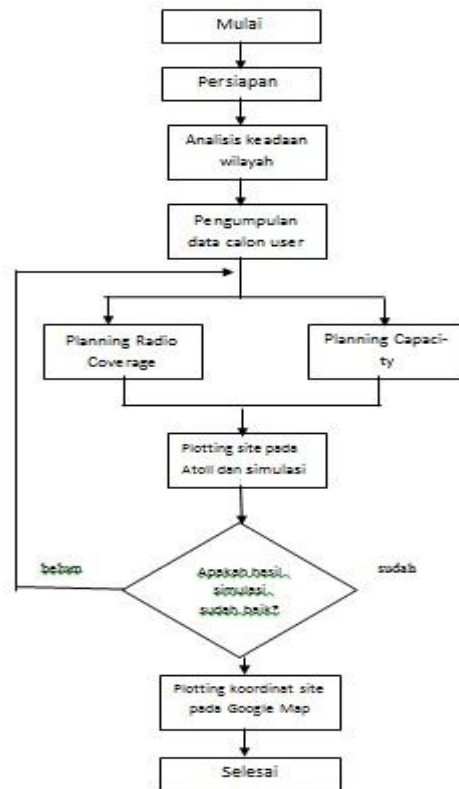 Mulai
Persiapan
Analisis keadaan
wilayah
Pengumpulan
data calon user
Planning Radio
Coverage
Planning Capaci-
ty
Plotting site pada
Atoll dan simulasi
belum
Apakah hasil
simulasi
sudah baik?
sudah
Plotting koordinat site
pada Google Map
Selesai